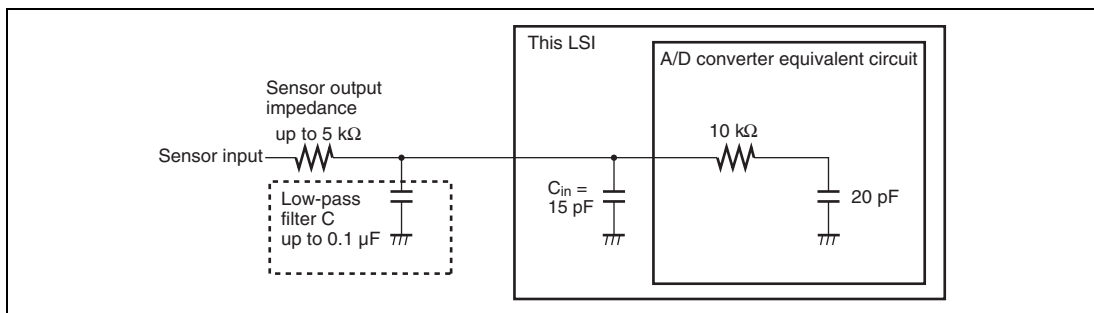 This LSI
A/D converter equivalent circuit
Sensor output
impedance
up to 5 kΩ
10 kΩ
Sensor input
Low-pass
filter C
up to 0.1 µF
Cin =
15 pF
20 pF